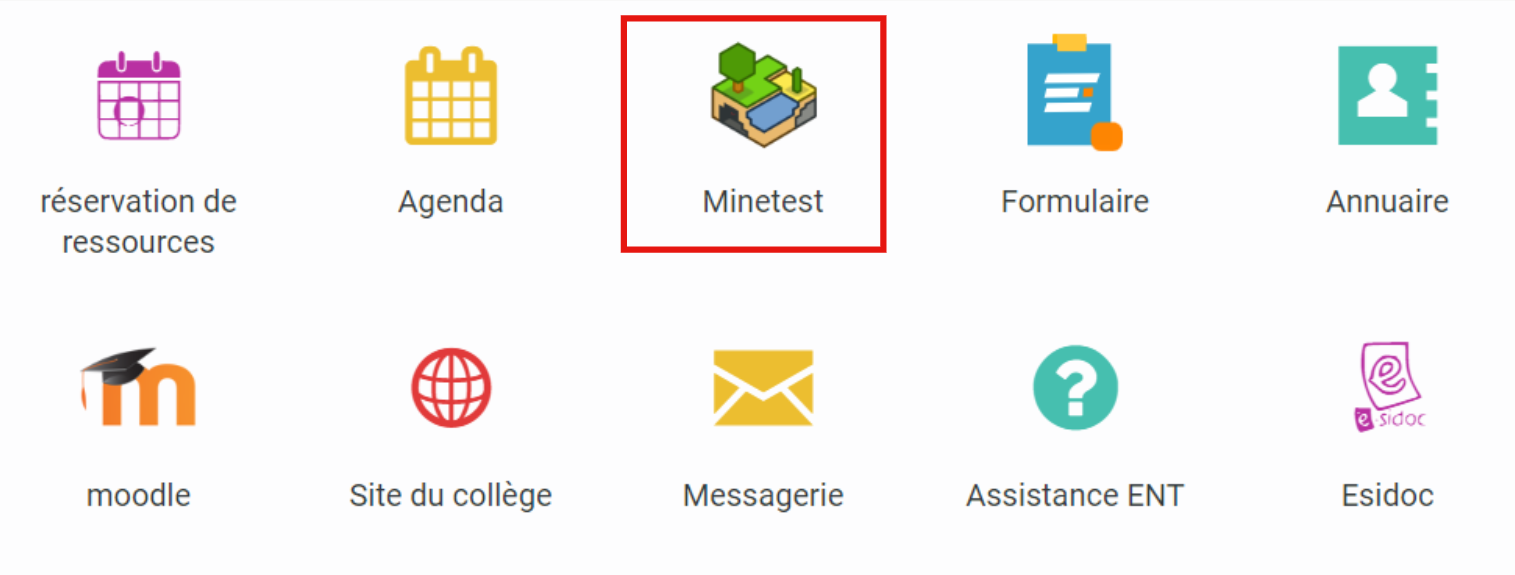 réservation de
ressources
Agenda
Minetest
Formulaire
Annuaire
moodle
Site du collège
Messagerie
Assistance ENT
e-sidoc
Esidoc